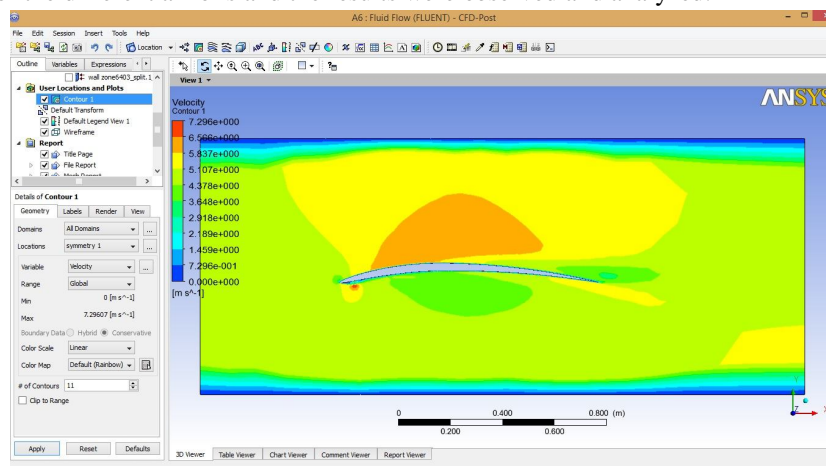 A6 : Fluid Flow (FLUENT) - CFD-Post
File Edit Session Insert Tools Help
Location
Outline Variables Expressions
wall zone6403_split.1
User Locations and Plots
Contour 1
Default Transform
Default Legend View 1
Wireframe
Report
Title Page
File Report
Details of Contour 1
Geometry Labels Render View
Domains All Domains ...
Locations symmetry 1 ...
Variable Velocity ...
Range Global
Min 0 [m s^-1]
Max 7.29607 [m s^-1]
Boundary Data Hybrid Conservative
Color Scale Linear
Color Map Default (Rainbow)
# of Contours 11
Clip to Range
Apply Reset Defaults
View 1
Velocity
Contour 1
7.296e+000
6.566e+000
5.837e+000
5.107e+000
4.378e+000
3.648e+000
2.918e+000
2.189e+000
1.459e+000
7.296e-001
0.000e+000
[m s^-1]
ANSYS
0 0.400 0.800 (m)
0.200 0.600
Y
Z X
3D Viewer Table Viewer Chart Viewer Comment Viewer Report Viewer